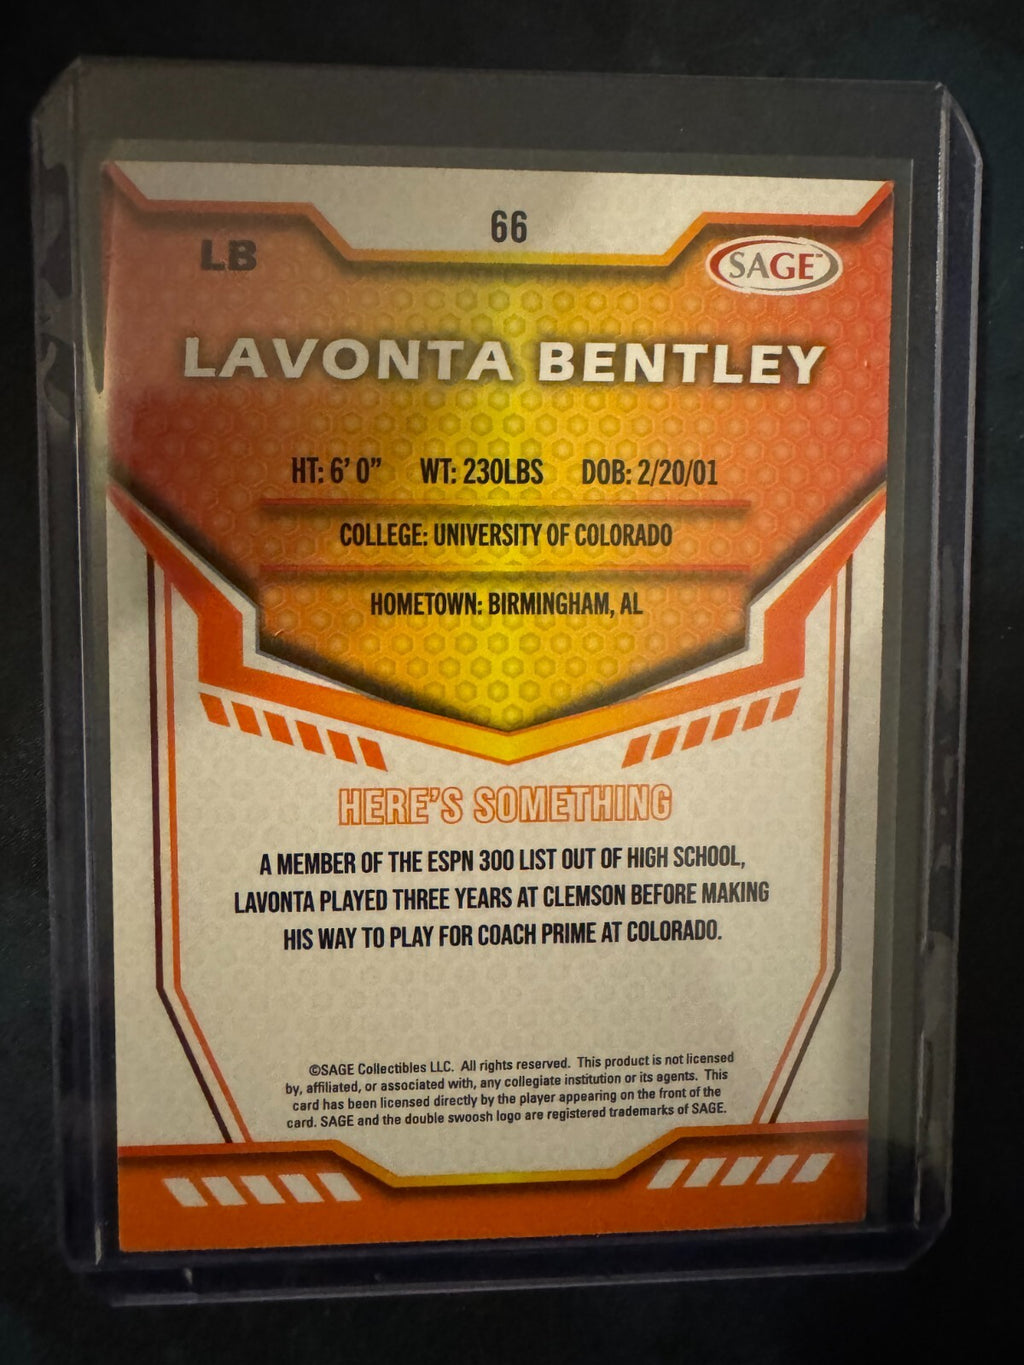 66
LB
SAGE™
LAVONTA BENTLEY
HT: 6' 0" WT: 230LBS DOB: 2/20/01
COLLEGE: UNIVERSITY OF COLORADO
HOMETOWN: BIRMINGHAM, AL
HERE'S SOMETHING
A MEMBER OF THE ESPN 300 LIST OUT OF HIGH SCHOOL,
LAVONTA PLAYED THREE YEARS AT CLEMSON BEFORE MAKING
HIS WAY TO PLAY FOR COACH PRIME AT COLORADO.
©SAGE Collectibles LLC. All rights reserved. This product is not licensed
by, affiliated, or associated with, any collegiate institution or its agents. This
card has been licensed directly by the player appearing on the front of the
card. SAGE and the double swoosh logo are registered trademarks of SAGE.